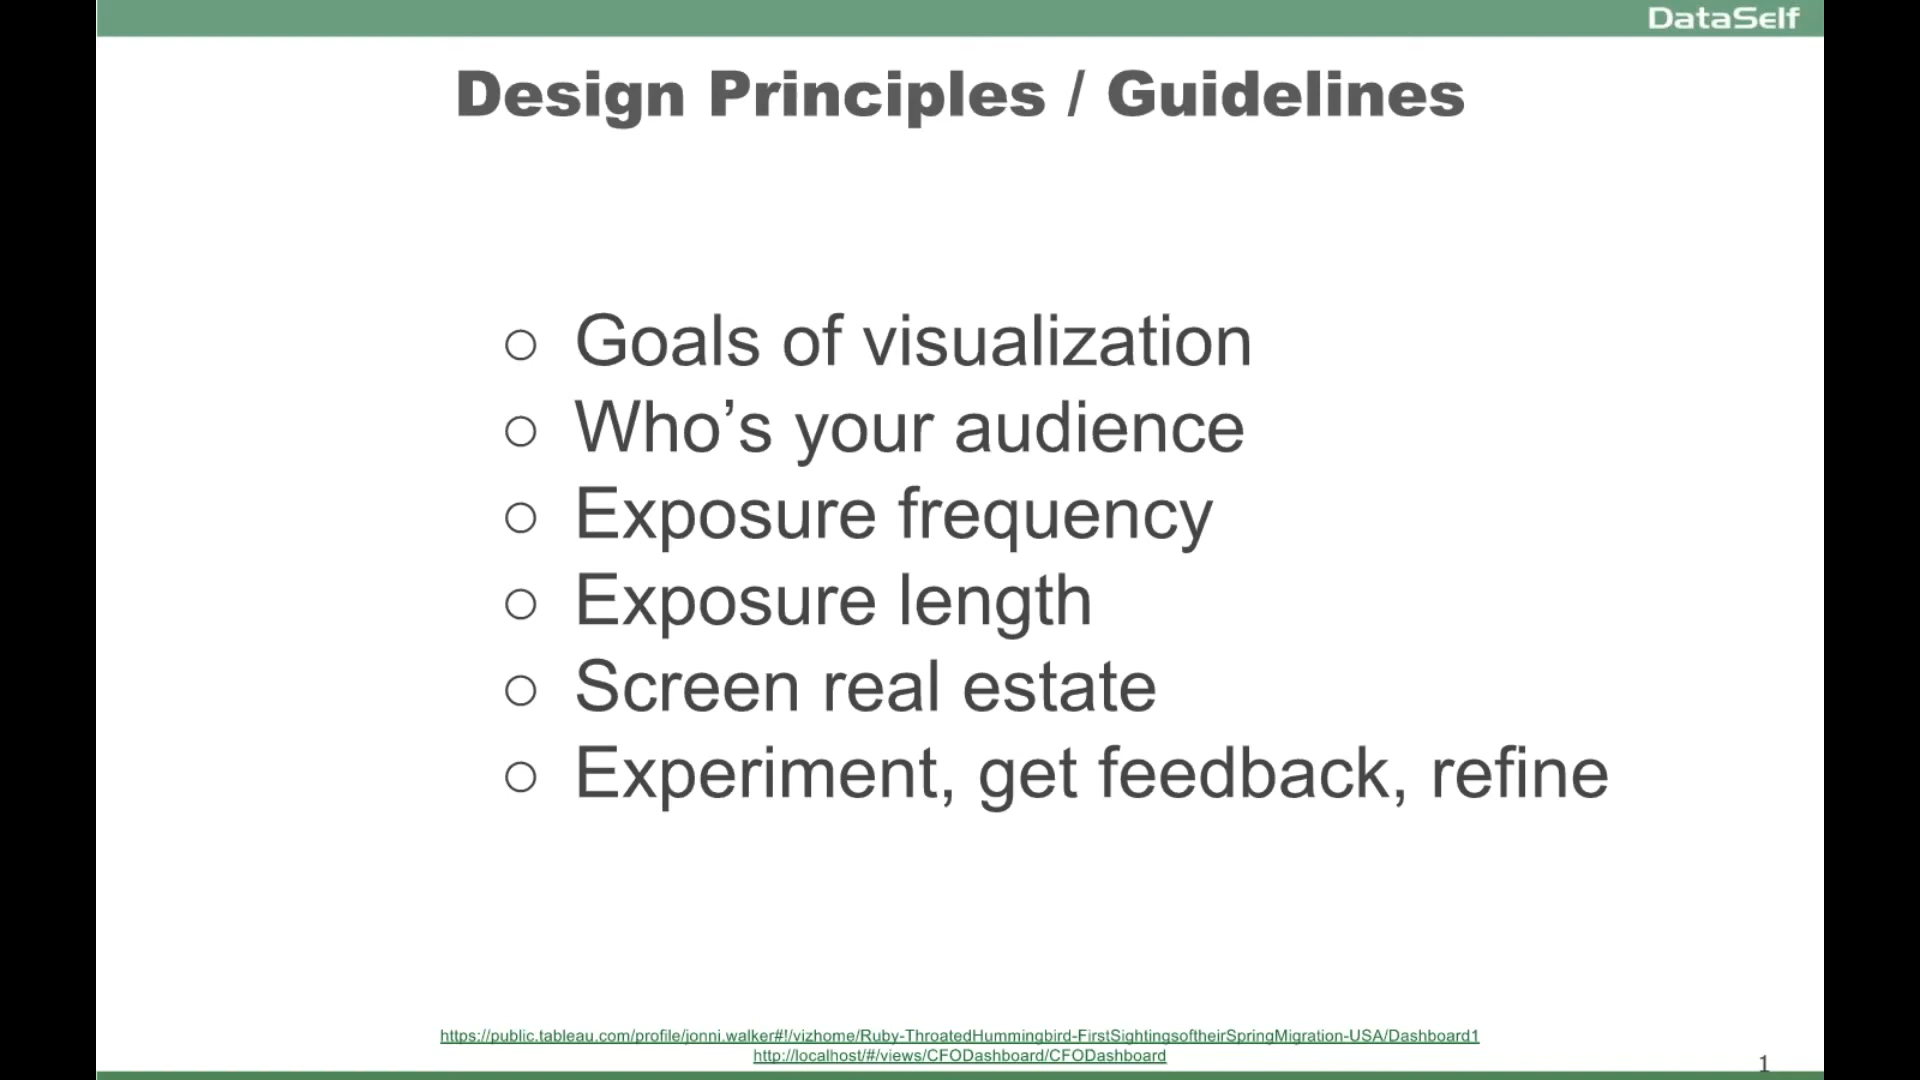 DataSelf
Design Principles / Guidelines
○ Goals of visualization
○ Who’s your audience
○ Exposure frequency
○ Exposure length
○ Screen real estate
○ Experiment, get feedback, refine
https://public.tableau.com/profile/jonni.walker#!/vizhome/Ruby-ThroatedHummingbird-FirstSightingsoftheirSpringMigration-USA/Dashboard1
http://localhost/#/views/CFODashboard/CFODashboard
1